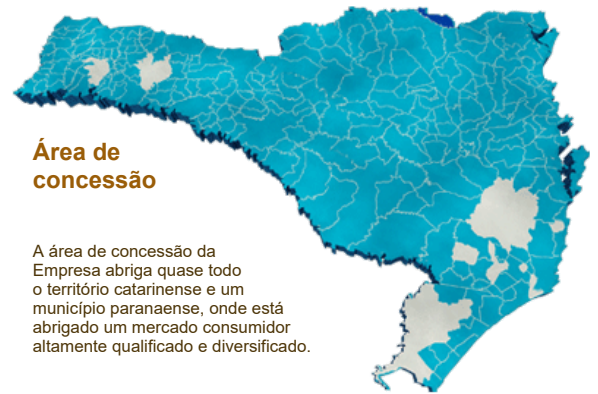 Área de
concessão
A área de concessão da
Empresa abriga quase todo
o território catarinense e um
município paranaense, onde está
abrigado um mercado consumidor
altamente qualificado e diversificado.